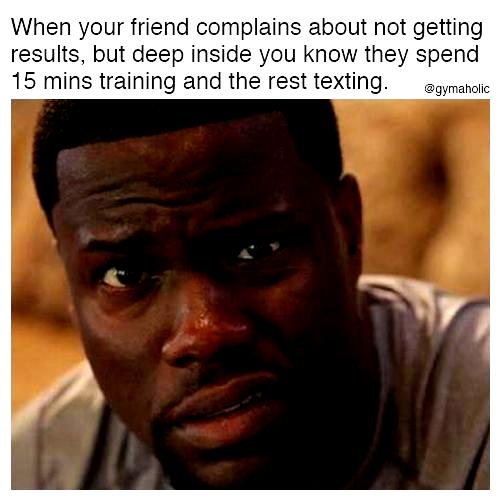 When your friend complains about not getting
results, but deep inside you know they spend
15 mins training and the rest texting.
@gymaholic